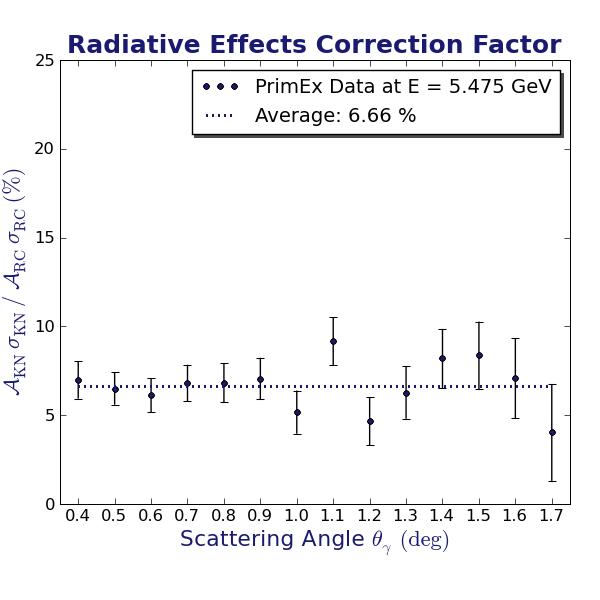 Radiative Effects Correction Factor
PrimEx Data at E = 5.475 GeV
Average: 6.66 %
25
20
15
10
5
0
𝒜KN σKN / 𝒜RC σRC (%)
0.4 0.5 0.6 0.7 0.8 0.9 1.0 1.1 1.2 1.3 1.4 1.5 1.6 1.7
Scattering Angle θγ (deg)